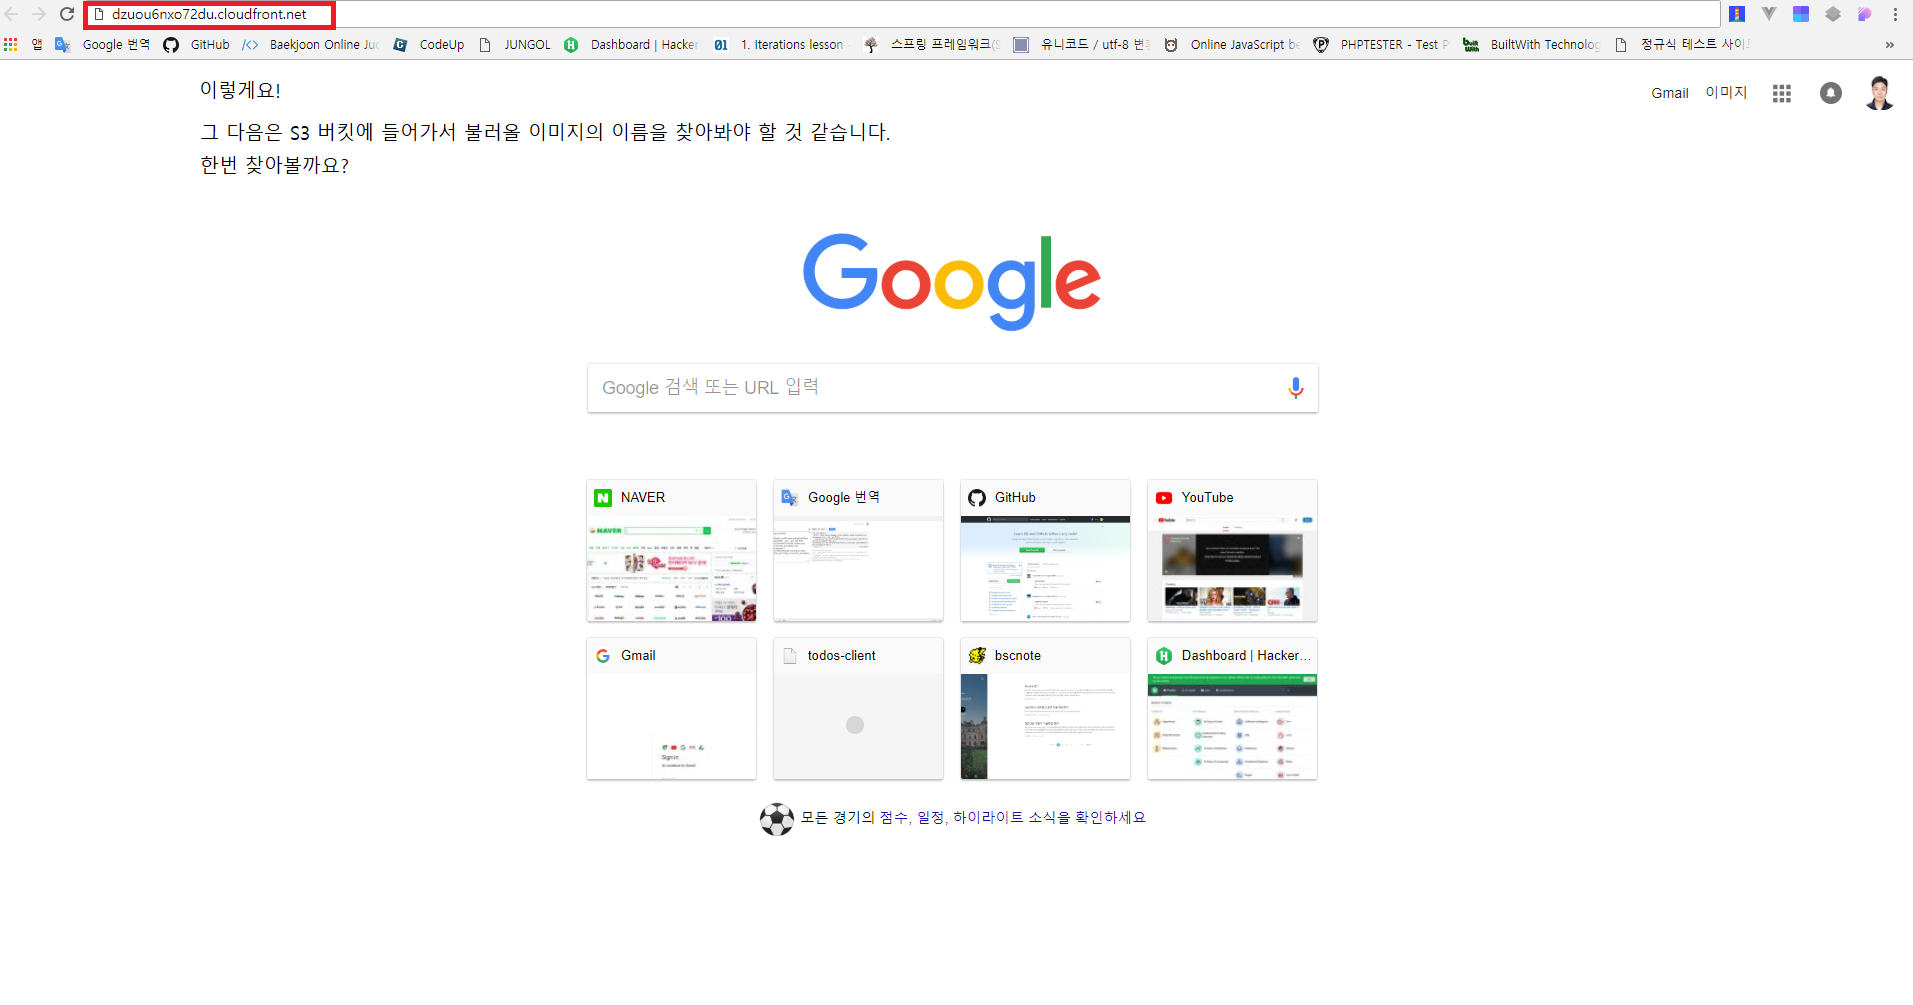 dzuou6nxo72du.cloudfront.net
앱 Google 번역 GitHub Baekjoon Online CodeUp JUNGOL Dashboard | Hacker 1. Iterations lesson 스프링 프레임워크(S 유니코드 / utf-8 변 Online JavaScript be PHPTESTER - Test P BuiltWith Technolog 정규식 테스트 사이 »
이렇게요!
그 다음은 S3 버킷에 들어가서 불러올 이미지의 이름을 찾아봐야 할 것 같습니다.
한번 찾아볼까요?
Gmail 이미지
Google
Google 검색 또는 URL 입력
NAVER Google 번역 GitHub YouTube
Gmail todos-client bscnote Dashboard | Hacker...
모든 경기의 점수, 일정, 하이라이트 소식을 확인하세요